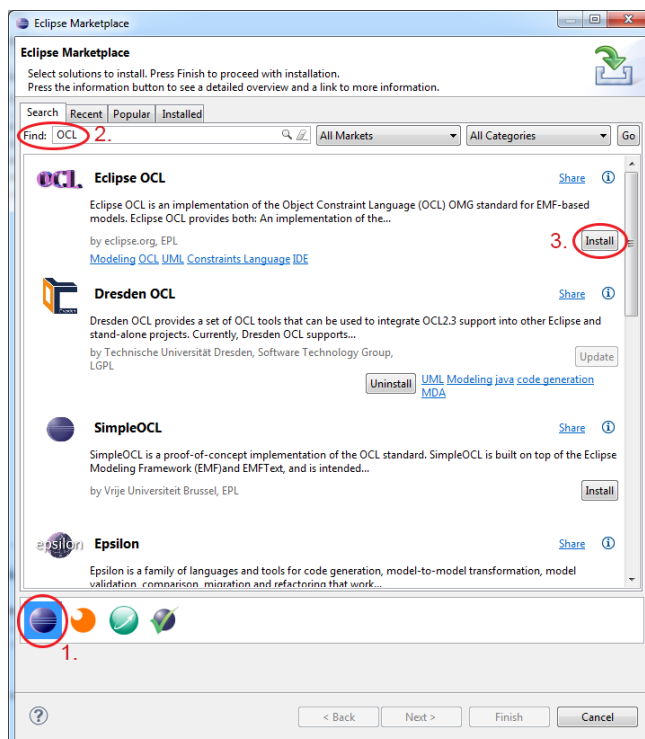 Eclipse Marketplace
Eclipse Marketplace
Select solutions to install. Press Finish to proceed with installation.
Press the information button to see a detailed overview and a link to more information.
Search Recent Popular Installed
Find: OCL 2. All Markets All Categories Go
OCL Eclipse OCL Share
Eclipse OCL is an implementation of the Object Constraint Language (OCL) OMG standard for EMF-based
models. Eclipse OCL provides both: An implementation of the...
by eclipse.org, EPL 3. Install
Modeling OCL UML Constraints Language IDE
Dresden OCL Share
Dresden OCL provides a set of OCL tools that can be used to integrate OCL2.3 support into other Eclipse and
stand-alone projects. Currently, Dresden OCL supports...
by Technische Universität Dresden, Software Technology Group,
LGPL Update
Uninstall UML Modeling java code generation
MDA
SimpleOCL Share
SimpleOCL is a proof-of-concept implementation of the OCL standard. SimpleOCL is built on top of the Eclipse
Modeling Framework (EMF)and EMFText, and is intended...
by Vrije Universiteit Brussel, EPL Install
epsilon Epsilon Share
Epsilon is a family of languages and tools for code generation, model-to-model transformation, model
validation, comparison, migration and refactoring that work...
1.
< Back Next > Finish Cancel